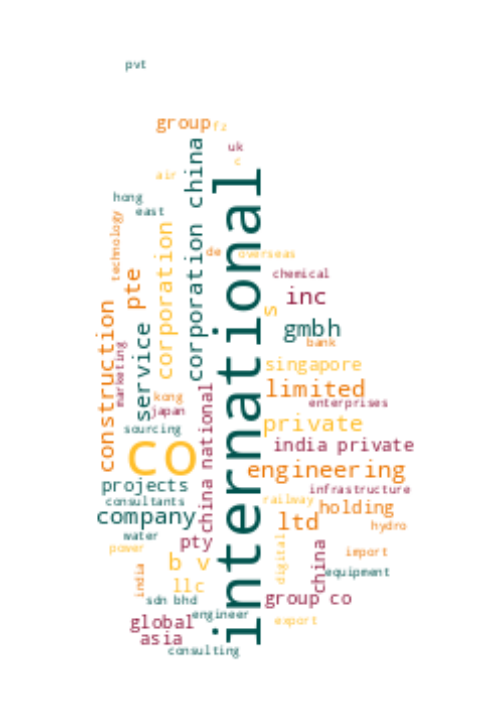 pvt
group
fz
uk
c
corporation china
air
international
hong
east
technology
corporation
de
overseas
chemical
pte
inc
s
gmbh
bank
construction
service
marketing
singapore
limited
kong
japan
enterprises
china national
private
sourcing
co
india private
engineering
projects
infrastructure
consultants
railway
holding
company
ltd
hydro
water
pty
power
digital
china
import
b v
india
equipment
llc
sdn bhd
group co
engineer
global
export
asia
consulting